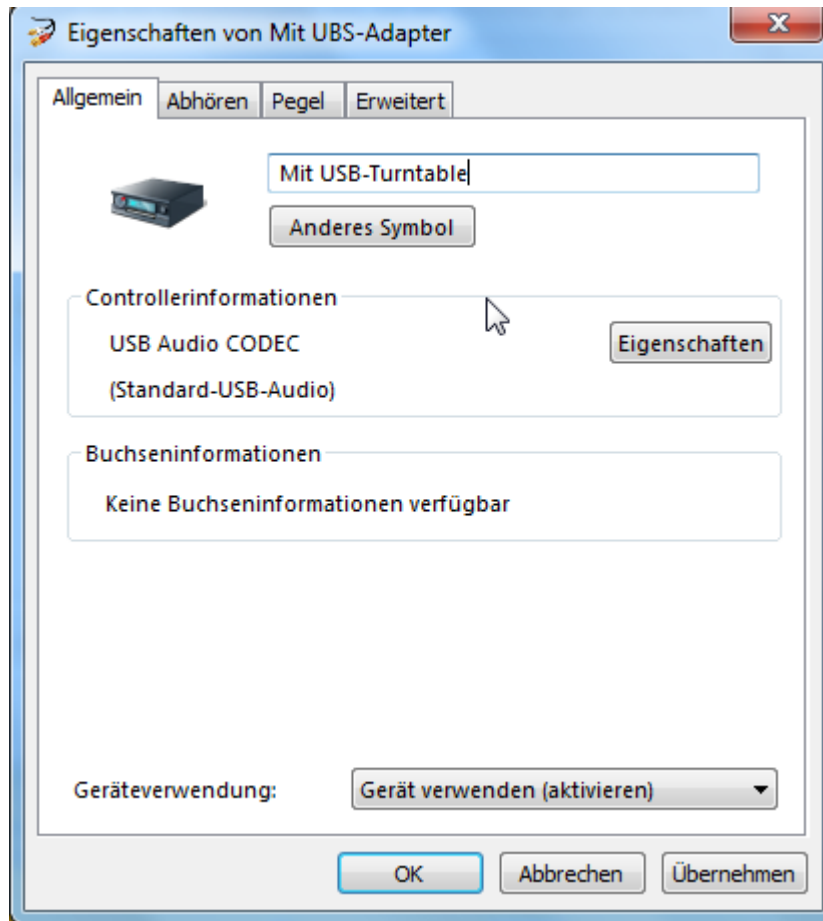 Eigenschaften von Mit UBS-Adapter
Allgemein Abhören Pegel Erweitert
Mit USB-Turntable
Anderes Symbol
Controllerinformationen
USB Audio CODEC Eigenschaften
(Standard-USB-Audio)
Buchseninformationen
Keine Buchseninformationen verfügbar
Geräteverwendung: Gerät verwenden (aktivieren)
OK Abbrechen Übernehmen